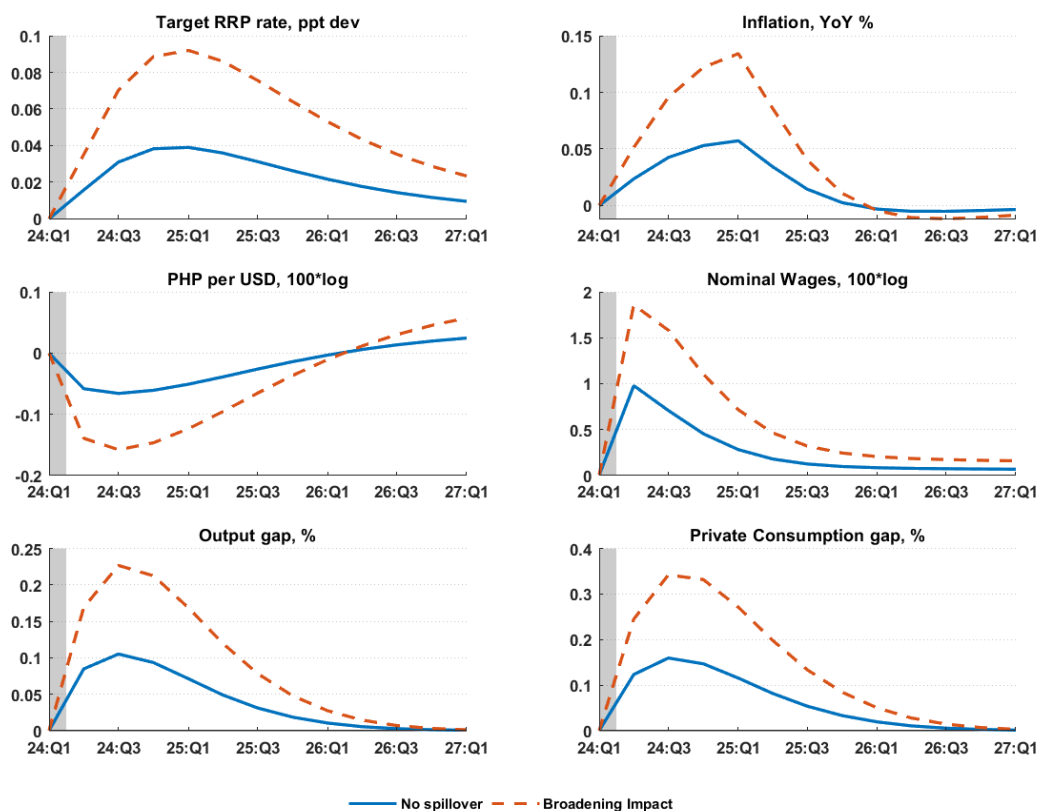 Target RRP rate, ppt dev
0.1
0.08
0.06
0.04
0.02
0
24:Q1 24:Q3 25:Q1 25:Q3 26:Q1 26:Q3 27:Q1
Inflation, YoY %
0.15
0.1
0.05
0
24:Q1 24:Q3 25:Q1 25:Q3 26:Q1 26:Q3 27:Q1
PHP per USD, 100*log
0.1
0
-0.1
-0.2
24:Q1 24:Q3 25:Q1 25:Q3 26:Q1 26:Q3 27:Q1
Nominal Wages, 100*log
2
1.5
1
0.5
0
24:Q1 24:Q3 25:Q1 25:Q3 26:Q1 26:Q3 27:Q1
Output gap, %
0.25
0.2
0.15
0.1
0.05
0
24:Q1 24:Q3 25:Q1 25:Q3 26:Q1 26:Q3 27:Q1
Private Consumption gap, %
0.4
0.3
0.2
0.1
0
24:Q1 24:Q3 25:Q1 25:Q3 26:Q1 26:Q3 27:Q1
No spillover Broadening Impact